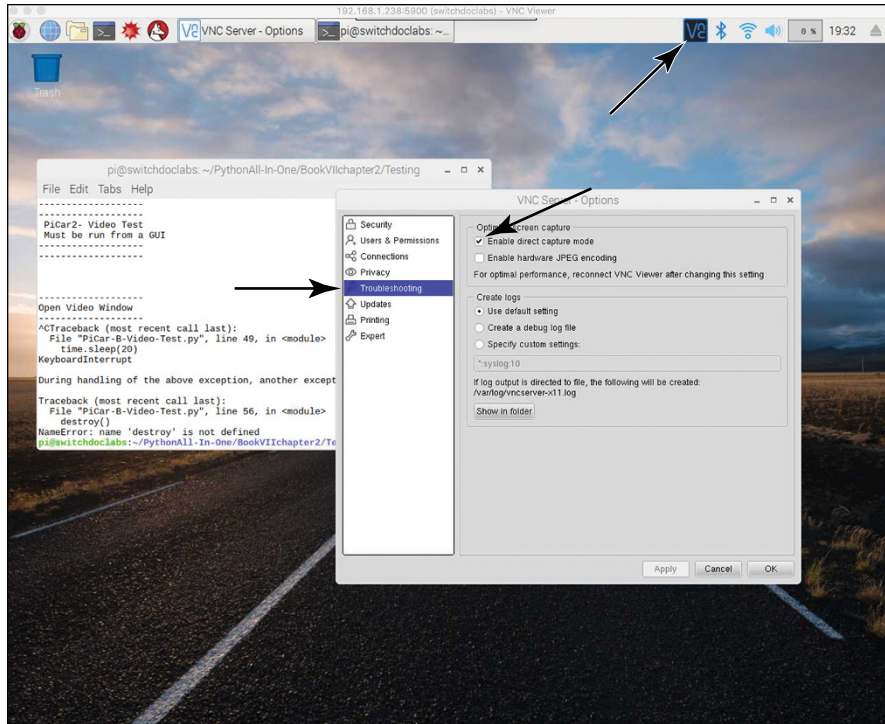 192.168.1.238:5900 (switchdoclabs) - VNC Viewer
VNC Server - Options
pi@switchdoclabs: ~...
0 %
19:32
Trash
pi@switchdoclabs: ~/PythonAll-In-One/BookVIIchapter2/Testing
File Edit Tabs Help
-------------------
-------------------
PiCar2- Video Test
Must be run from a GUI
-------------------
-------------------
-------------------
Open Video Window
-------------------
^CTraceback (most recent call last):
File "PiCar-B-Video-Test.py", line 49, in <module>
time.sleep(20)
KeyboardInterrupt
During handling of the above exception, another except
Traceback (most recent call last):
File "PiCar-B-Video-Test.py", line 56, in <module>
destroy()
NameError: name 'destroy' is not defined
pi@switchdoclabs:~/PythonAll-In-One/BookVIIchapter2/Te
VNC Server - Options
Security
Users & Permissions
Connections
Privacy
Troubleshooting
Updates
Printing
Expert
screen capture
Enable direct capture mode
Enable hardware JPEG encoding
For optimal performance, reconnect VNC Viewer after changing this setting
Create logs
Use default setting
Create a debug log file
Specify custom settings:
*:syslog:10
If log output is directed to file, the following will be created:
/var/log/vncserver-x11.log
Show in folder
Apply
Cancel
OK